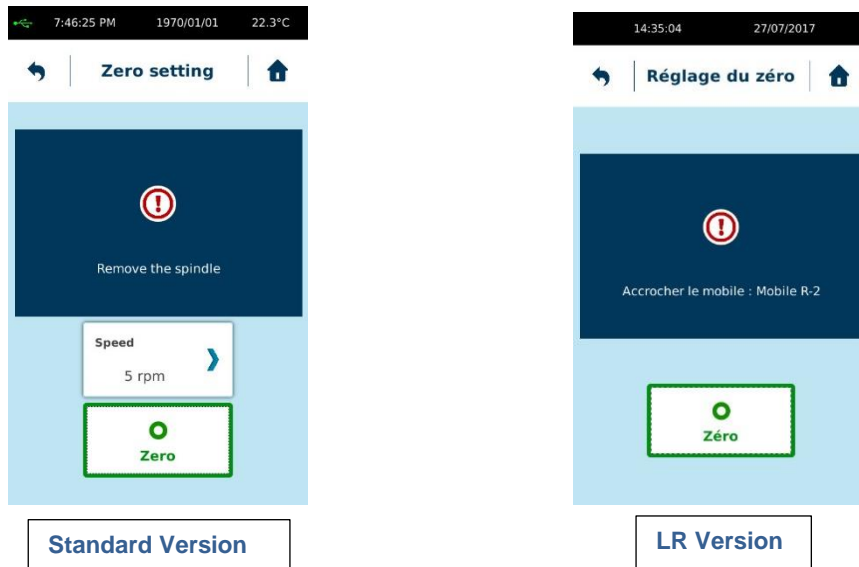 7:46:25 PM 1970/01/01 22.3°C
Zero setting
Remove the spindle
Speed
5 rpm
Zero
Standard Version
14:35:04 27/07/2017
Réglage du zéro
Accrocher le mobile : Mobile R-2
Zéro
LR Version